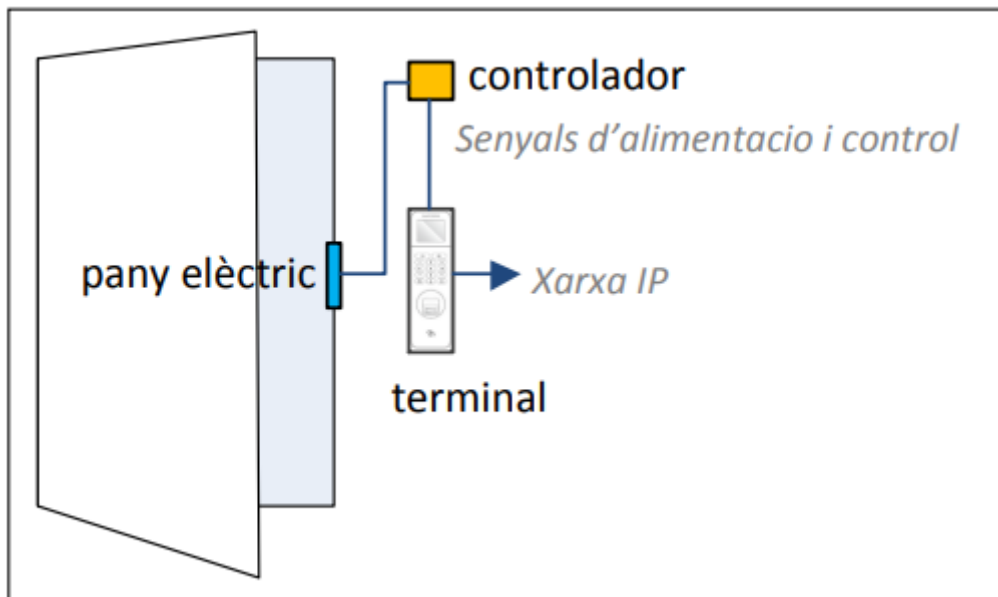 controlador
Senyals d'alimentacio i control
pany elèctric
Xarxa IP
terminal